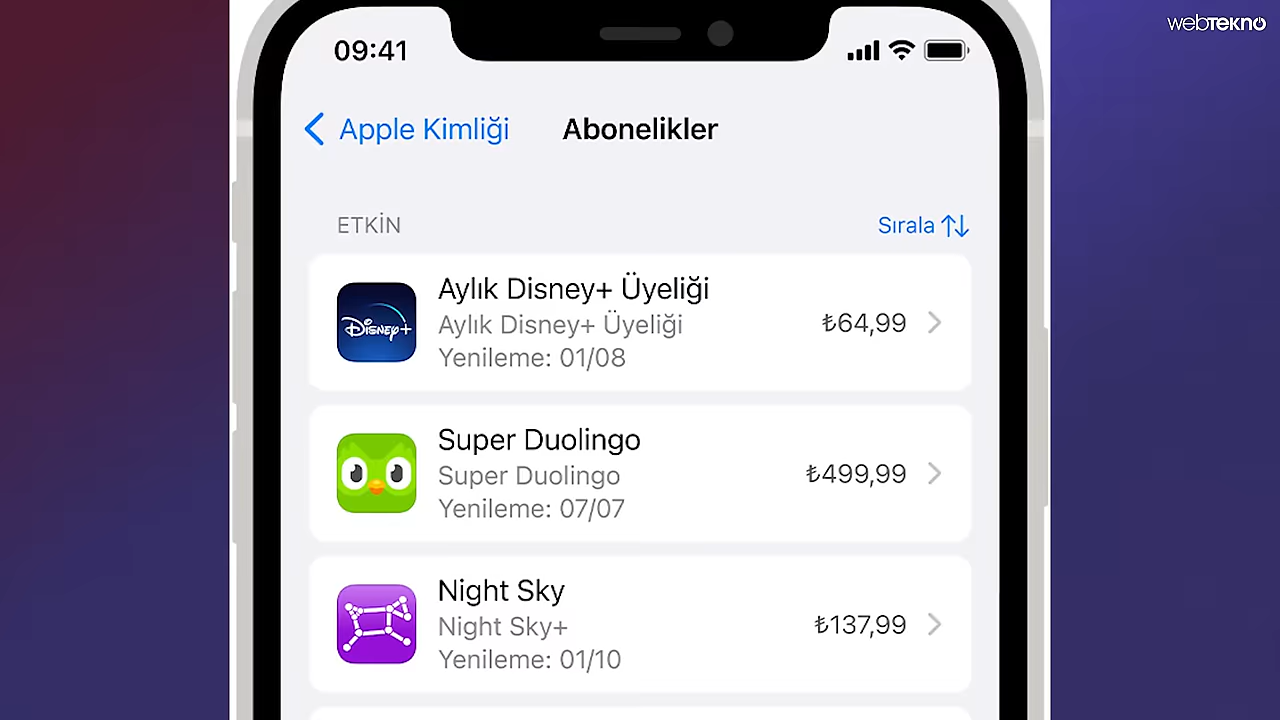 webtekno
09:41
Apple Kimliği
Abonelikler
ETKİN
Sırala
Disney+
Aylık Disney+ Üyeliği
Aylık Disney+ Üyeliği
Yenileme: 01/08
₺64,99
Super Duolingo
Super Duolingo
Yenileme: 07/07
₺499,99
Night Sky
Night Sky+
Yenileme: 01/10
₺137,99